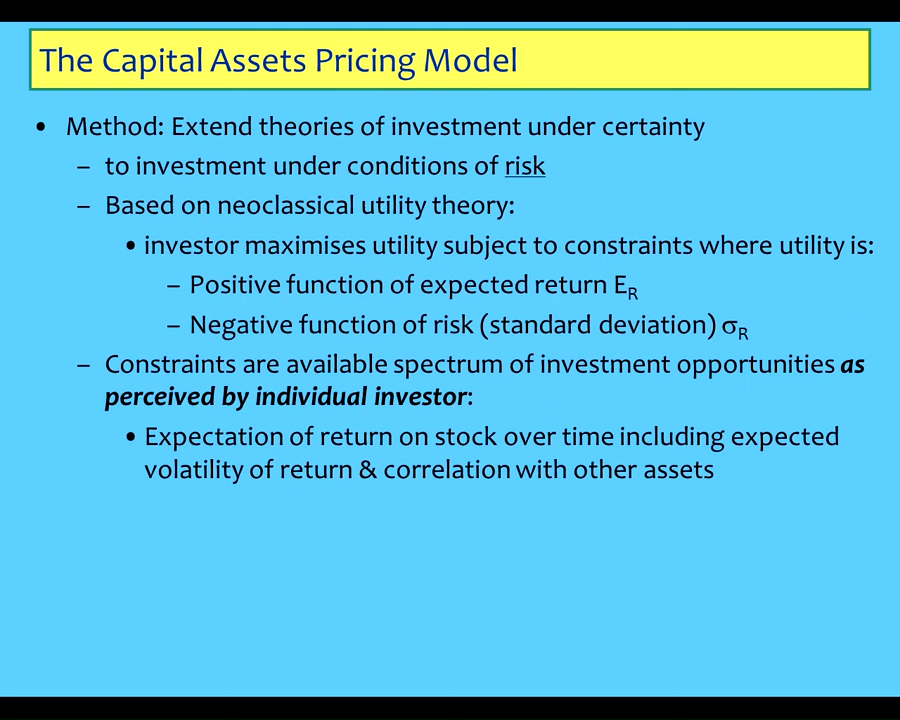 The Capital Assets Pricing Model
• Method: Extend theories of investment under certainty
– to investment under conditions of risk
– Based on neoclassical utility theory:
• investor maximises utility subject to constraints where utility is:
– Positive function of expected return E_R
– Negative function of risk (standard deviation) σ_R
– Constraints are available spectrum of investment opportunities as
perceived by individual investor:
• Expectation of return on stock over time including expected
volatility of return & correlation with other assets